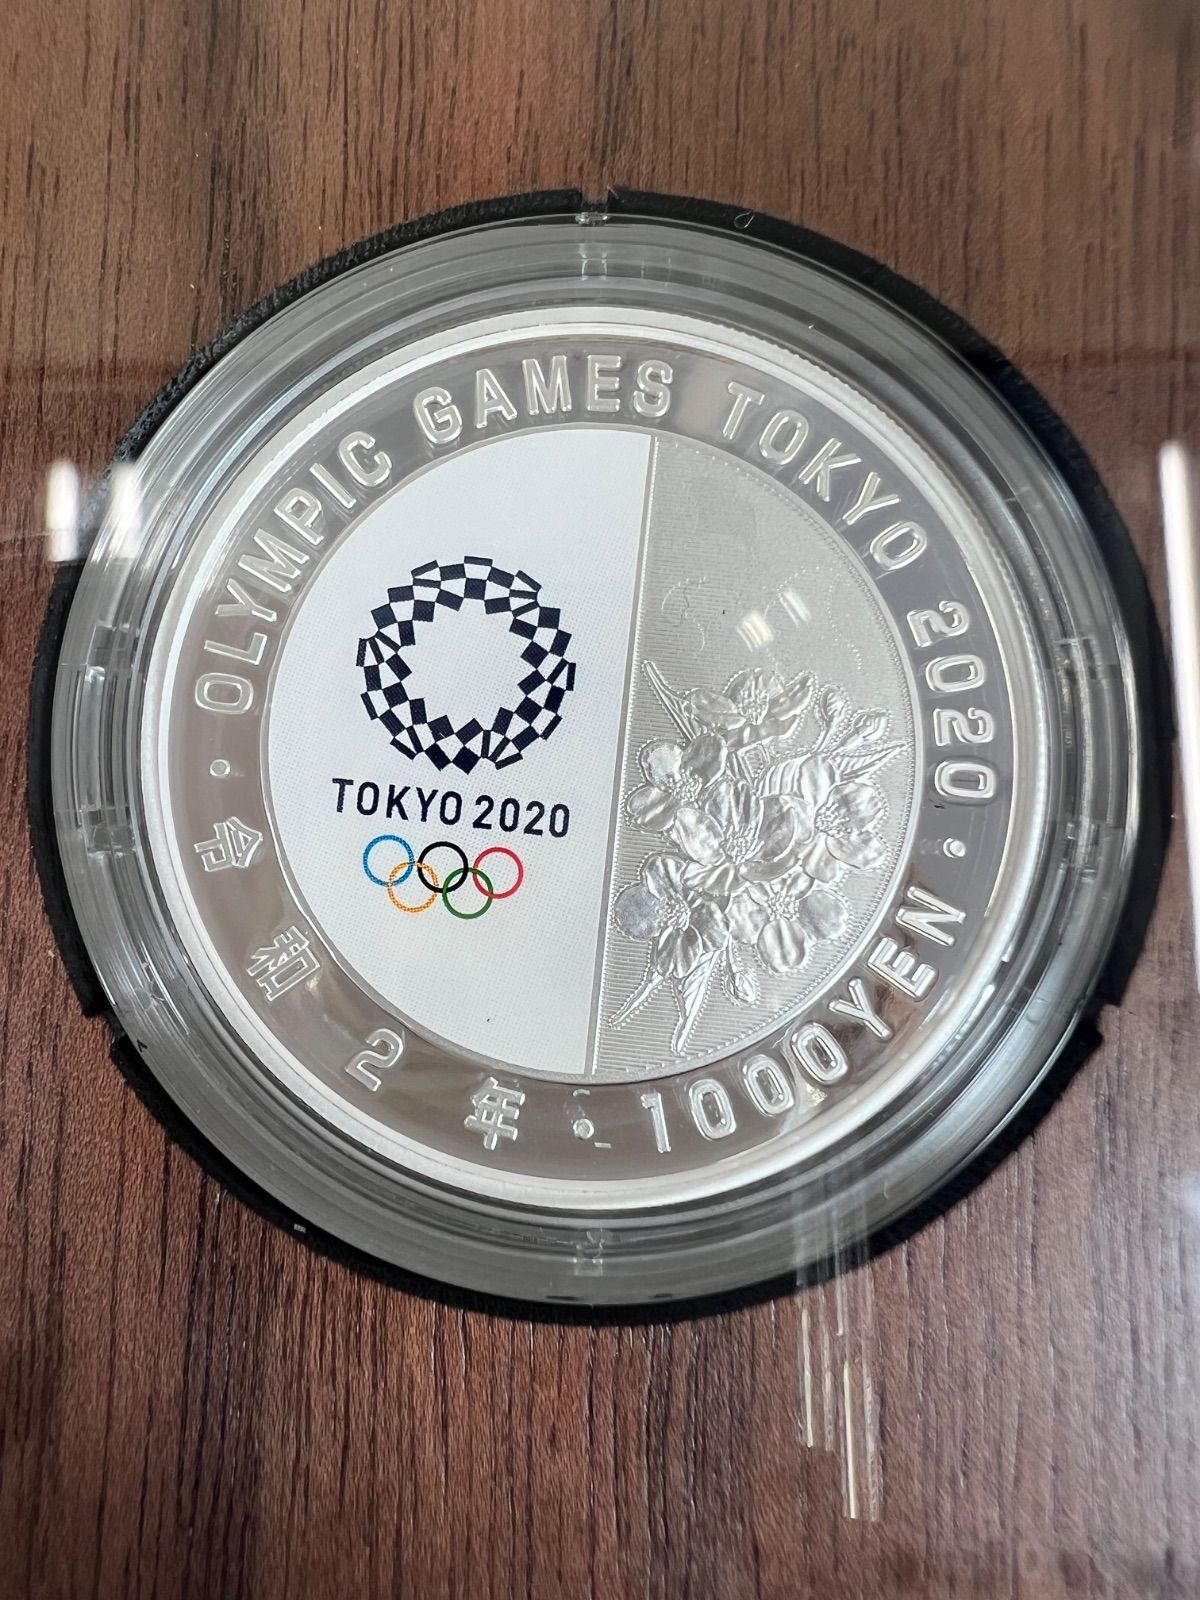 OLYMPIC GAMES TOKYO 2020
TOKYO 2020
令和2年・1000YEN